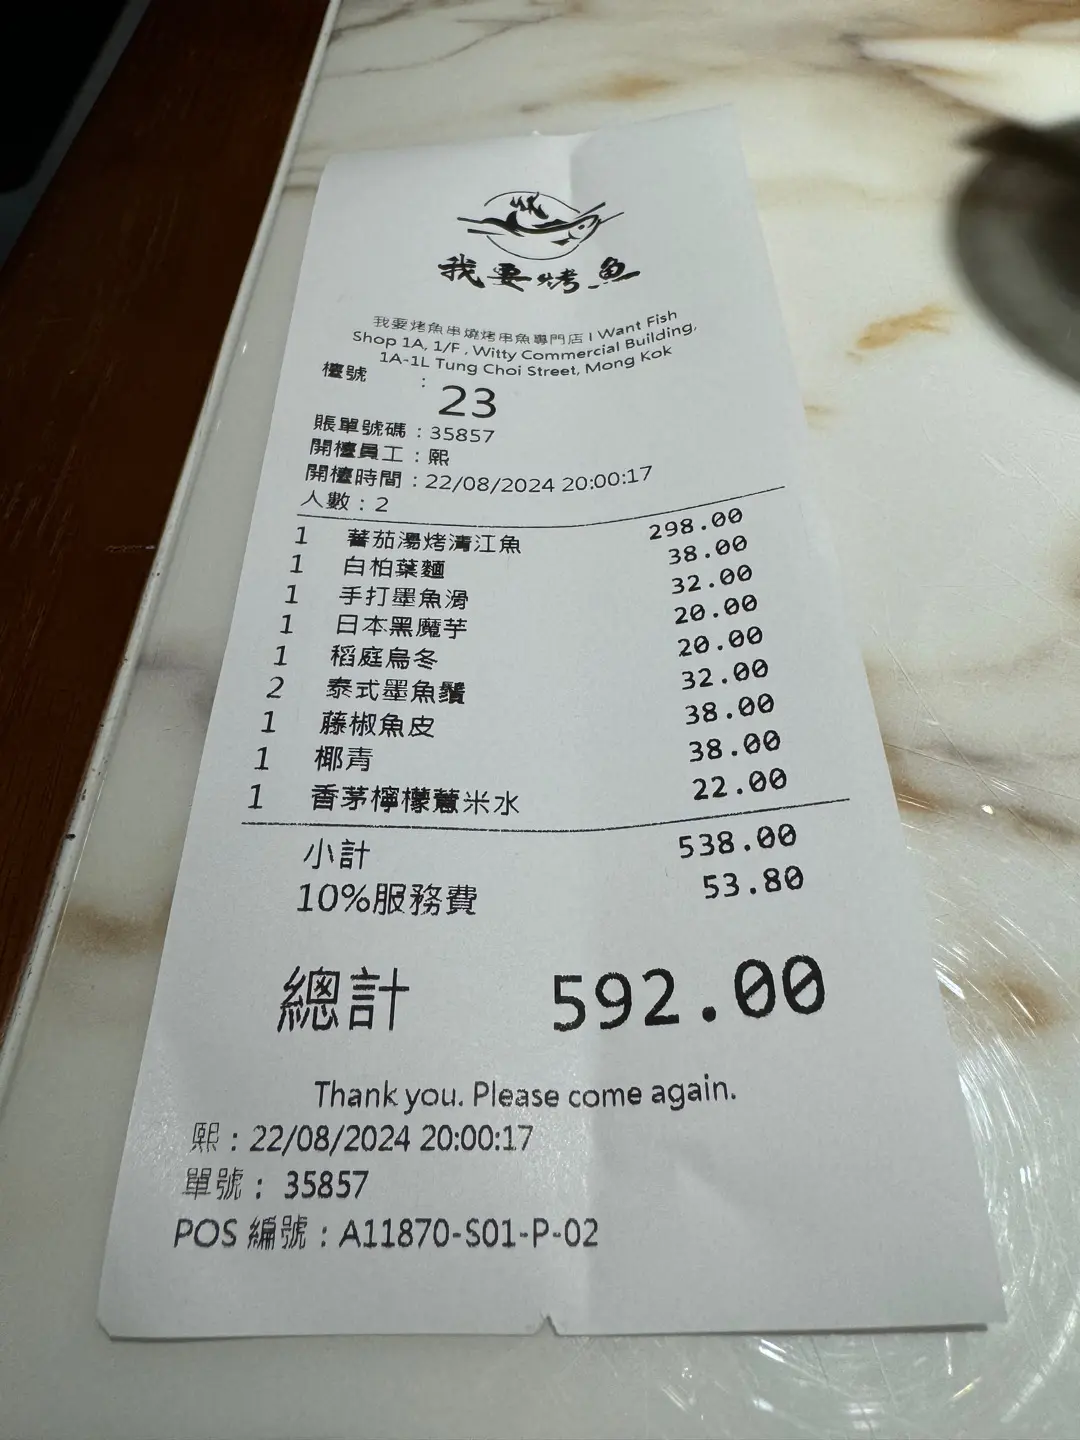 我要烤魚
我要烤魚串燒烤串魚專門店 I Want Fish
Shop 1A, 1/F , Witty Commercial Building,
1A-1L Tung Choi Street, Mong Kok
檯號 : 23
賬單號碼 : 35857
開檯員工 : 熙
開檯時間 : 22/08/2024 20:00:17
人數 : 2
1 蕃茄湯烤清江魚 298.00
1 白柏葉麵 38.00
1 手打墨魚滑 32.00
1 日本黑魔芋 20.00
1 稻庭烏冬 20.00
2 泰式墨魚鬚 32.00
1 藤椒魚皮 38.00
1 椰青 38.00
1 香茅檸檬薏米水 22.00
小計 538.00
10%服務費 53.80
總計 592.00
Thank you. Please come again.
熙 : 22/08/2024 20:00:17
單號 : 35857
POS 編號 : A11870-S01-P-02